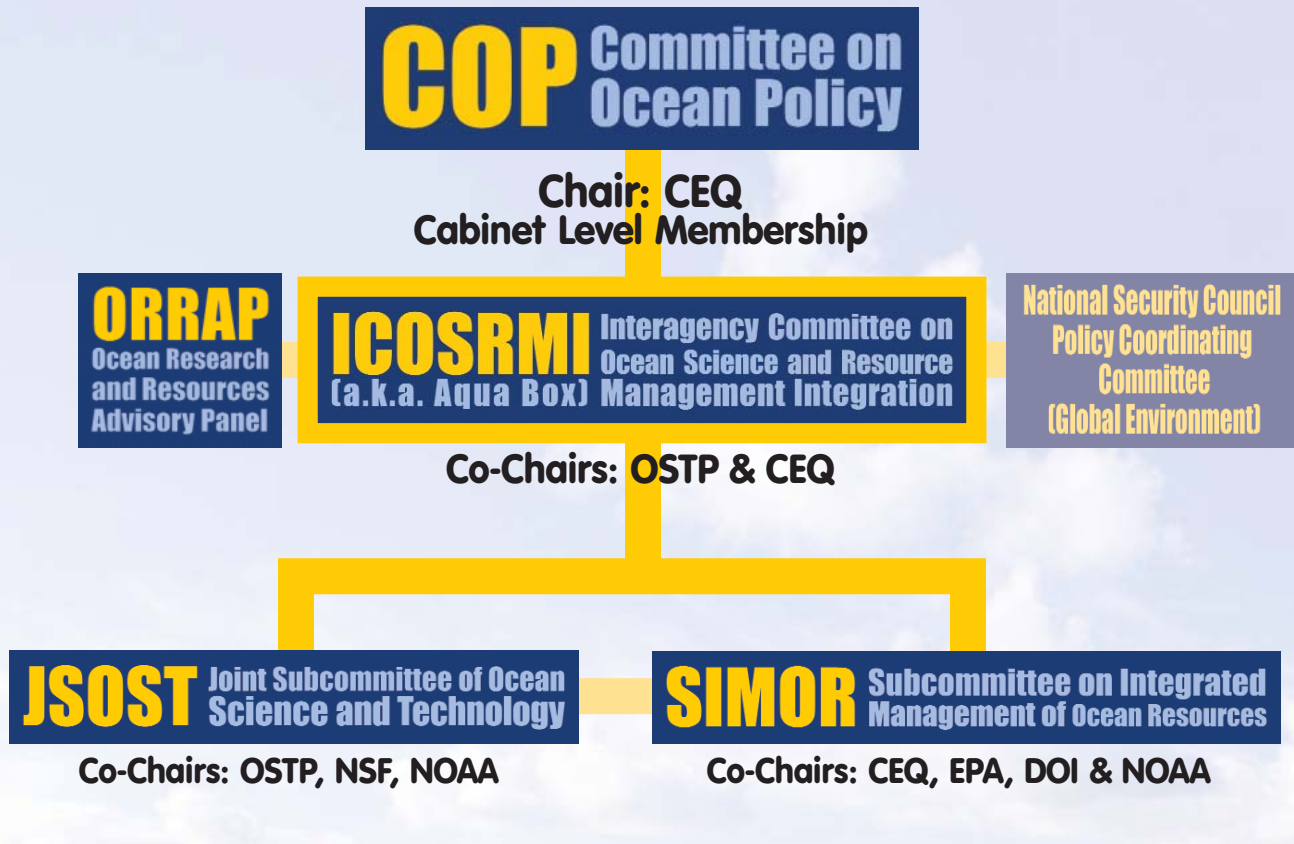 COP Committee on
Ocean Policy
Chair: CEQ
Cabinet Level Membership
ORRAP
Ocean Research
and Resources
Advisory Panel
ICOSRMI Interagency Committee on
Ocean Science and Resource
(a.k.a. Aqua Box) Management Integration
National Security Council
Policy Coordinating
Committee
(Global Environment)
Co-Chairs: OSTP & CEQ
JSOST Joint Subcommittee of Ocean
Science and Technology
Co-Chairs: OSTP, NSF, NOAA
SIMOR Subcommittee on Integrated
Management of Ocean Resources
Co-Chairs: CEQ, EPA, DOI & NOAA